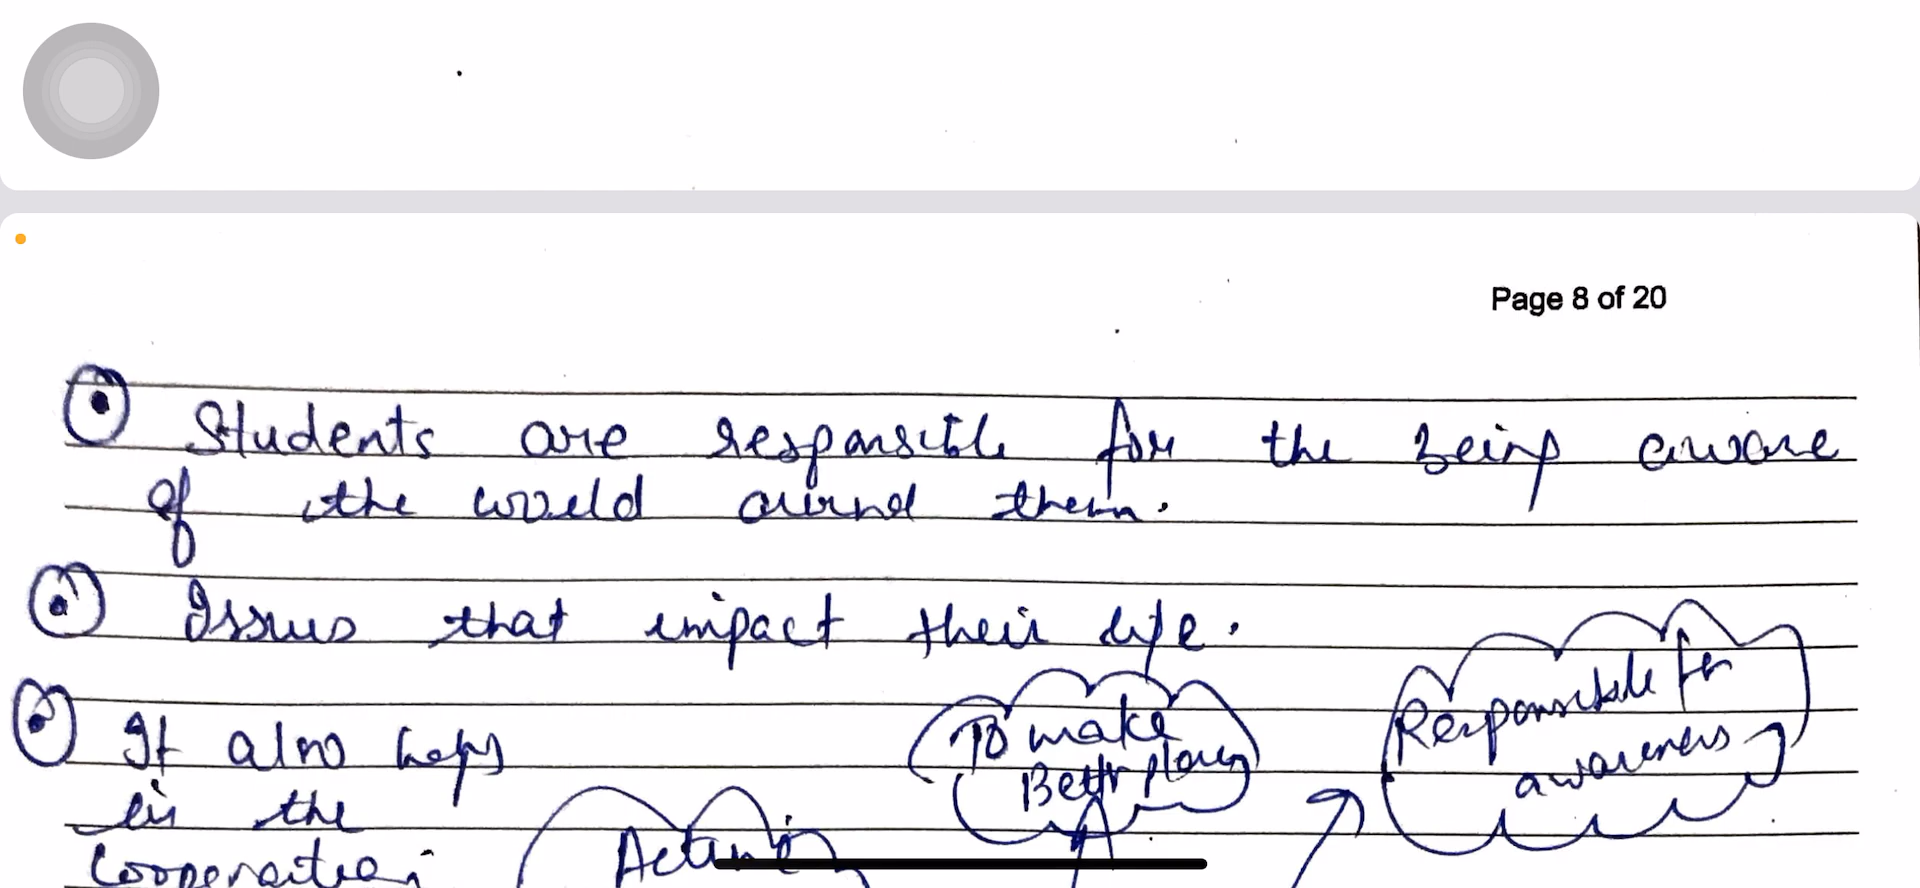 Page 8 of 20
Students are responsible for the being aware
of the world around them.
Issues that impact their life.
It also helps
in the
cooperation
To make
Better place
Responsible for
awareness